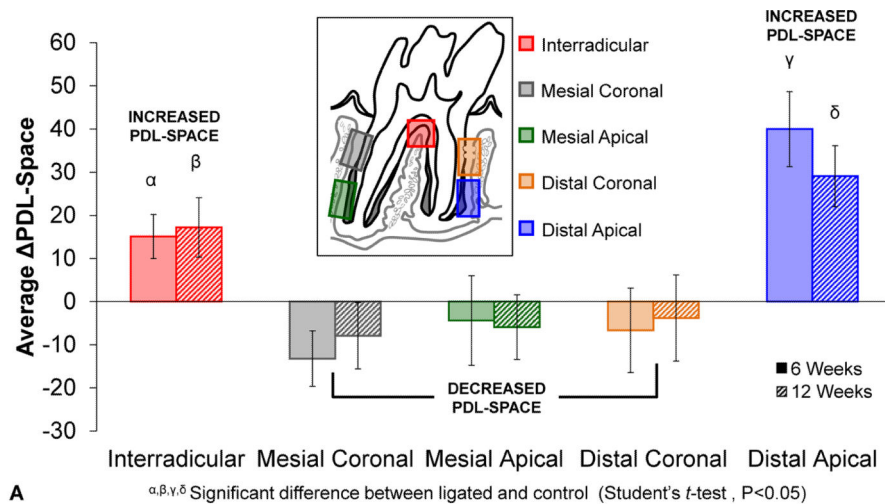 INCREASED
PDL-SPACE
γ
δ
60
50
40
30
20
10
0
-10
-20
-30
Average ΔPDL-Space
INCREASED
PDL-SPACE
α
β
Interradicular
Mesial Coronal
Mesial Apical
Distal Coronal
Distal Apical
DECREASED
PDL-SPACE
6 Weeks
12 Weeks
Interradicular Mesial Coronal Mesial Apical Distal Coronal Distal Apical
A
α,β,γ,δ Significant difference between ligated and control (Student's t-test , P<0.05)